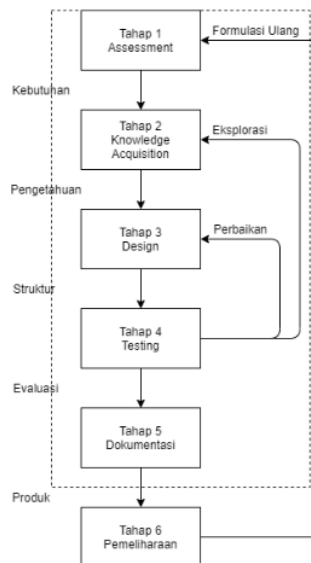 Tahap 1
Assessment
Formulasi Ulang
Kebutuhan
Tahap 2
Knowledge
Acquisition
Eksplorasi
Pengetahuan
Tahap 3
Design
Perbaikan
Struktur
Tahap 4
Testing
Evaluasi
Tahap 5
Dokumentasi
Produk
Tahap 6
Pemeliharaan